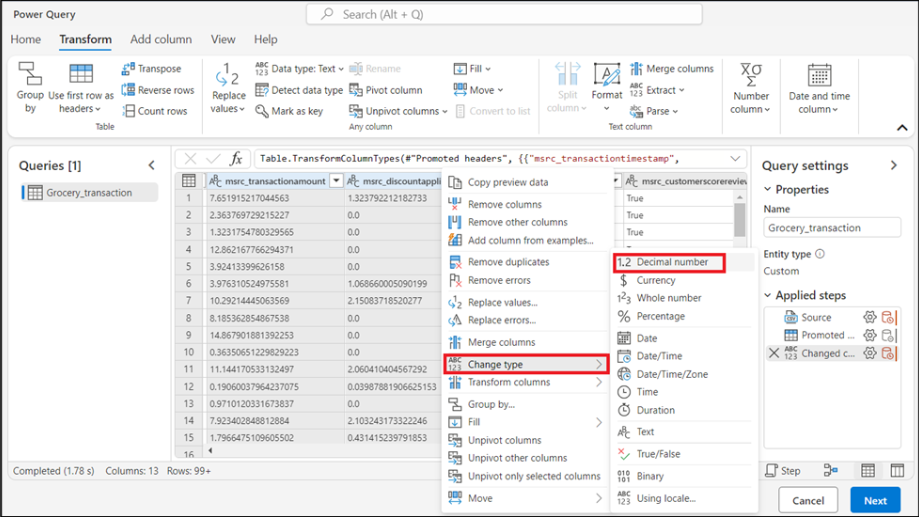 Power Query
Search (Alt + Q)
Home Transform Add column View Help
Group by
Use first row as headers
Transpose
Reverse rows
Count rows
Table
Replace values
Data type: Text
Detect data type
Mark as key
Rename
Pivot column
Unpivot columns
Fill
Move
Convert to list
Any column
Split column
Format
Merge columns
Extract
Parse
Text column
Number column
Date and time column
Queries [1]
Grocery_transaction
fx Table.TransformColumnTypes(#"Promoted headers", {{"msrc_transactiontimestamp",
msrc_transactionamount msrc_discountappli msrc_customerscorereview
1 7.651915217044563 1.323792212182733 True
2 2.363769729215227 0.0 True
3 1.3231754780329565 0.0 True
4 12.862167766294371 0.0
5 3.92413399626158 0.0
6 3.976310524975581 1.068660005090199
7 10.2921444506 3569 2.15083718520277
8 8.185362854867538 0.0
9 14.867901881392253 0.0
10 0.36350651229829223 0.0
11 11.144170533132497 2.060410404567292
12 0.19060037964237075 0.03987881906625153
13 0.9710120331673837 0.0
14 7.923402848812884 2.103243173322246
15 1.7966475109605502 0.431415239791853
16
Copy preview data
Remove columns
Remove other columns
Add column from examples...
Remove duplicates
Remove errors
Replace values...
Replace errors...
Merge columns
Change type
Transform columns
Group by...
Fill
Unpivot columns
Unpivot other columns
Unpivot only selected columns
Move
1.2 Decimal number
$ Currency
Whole number
% Percentage
Date
Date/Time
Date/Time/Zone
Time
Duration
Text
True/False
Binary
Using locale...
Query settings
Properties
Name
Grocery_transaction
Entity type
Custom
Applied steps
Source
Promoted ...
Changed c...
Completed (1.78 s) Columns: 13 Rows: 99+
Step
Cancel Next